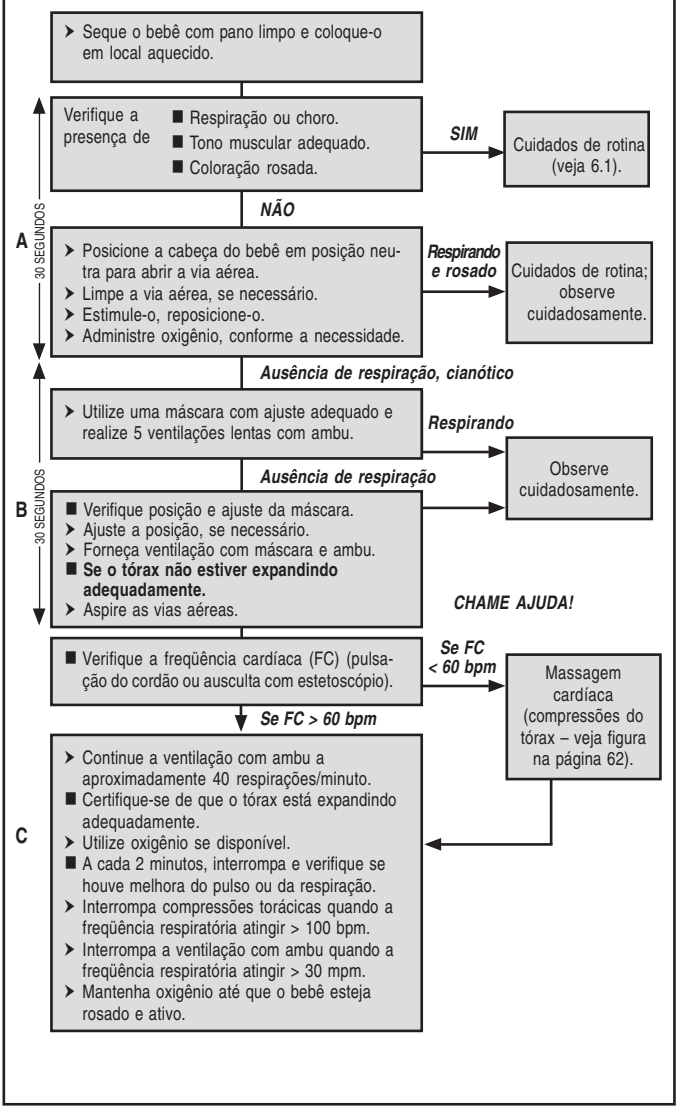 ➤ Seque o bebê com pano limpo e coloque-o
em local aquecido.
Verifique a
presença de
■ Respiração ou choro.
■ Tono muscular adequado.
■ Coloração rosada.
SIM
Cuidados de rotina
(veja 6.1).
NÃO
A
30 SEGUNDOS
➤ Posicione a cabeça do bebê em posição neu-
tra para abrir a via aérea.
➤ Limpe a via aérea, se necessário.
➤ Estimule-o, reposicione-o.
➤ Administre oxigênio, conforme a necessidade.
Respirando
e rosado
Cuidados de rotina;
observe
cuidadosamente.
Ausência de respiração, cianótico
➤ Utilize uma máscara com ajuste adequado e
realize 5 ventilações lentas com ambu.
Respirando
Ausência de respiração
Observe
cuidadosamente.
B
30 SEGUNDOS
■ Verifique posição e ajuste da máscara.
➤ Ajuste a posição, se necessário.
➤ Forneça ventilação com máscara e ambu.
■ Se o tórax não estiver expandindo
adequadamente.
➤ Aspire as vias aéreas.
CHAME AJUDA!
■ Verifique a freqüência cardíaca (FC) (pulsa-
ção do cordão ou ausculta com estetoscópio).
Se FC
< 60 bpm
Massagem
cardíaca
(compressões do
tórax – veja figura
na página 62).
Se FC > 60 bpm
C
➤ Continue a ventilação com ambu a
aproximadamente 40 respirações/minuto.
■ Certifique-se de que o tórax está expandindo
adequadamente.
➤ Utilize oxigênio se disponível.
■ A cada 2 minutos, interrompa e verifique se
houve melhora do pulso ou da respiração.
➤ Interrompa compressões torácicas quando a
freqüência respiratória atingir > 100 bpm.
➤ Interrompa a ventilação com ambu quando a
freqüência respiratória atingir > 30 mpm.
➤ Mantenha oxigênio até que o bebê esteja
rosado e ativo.